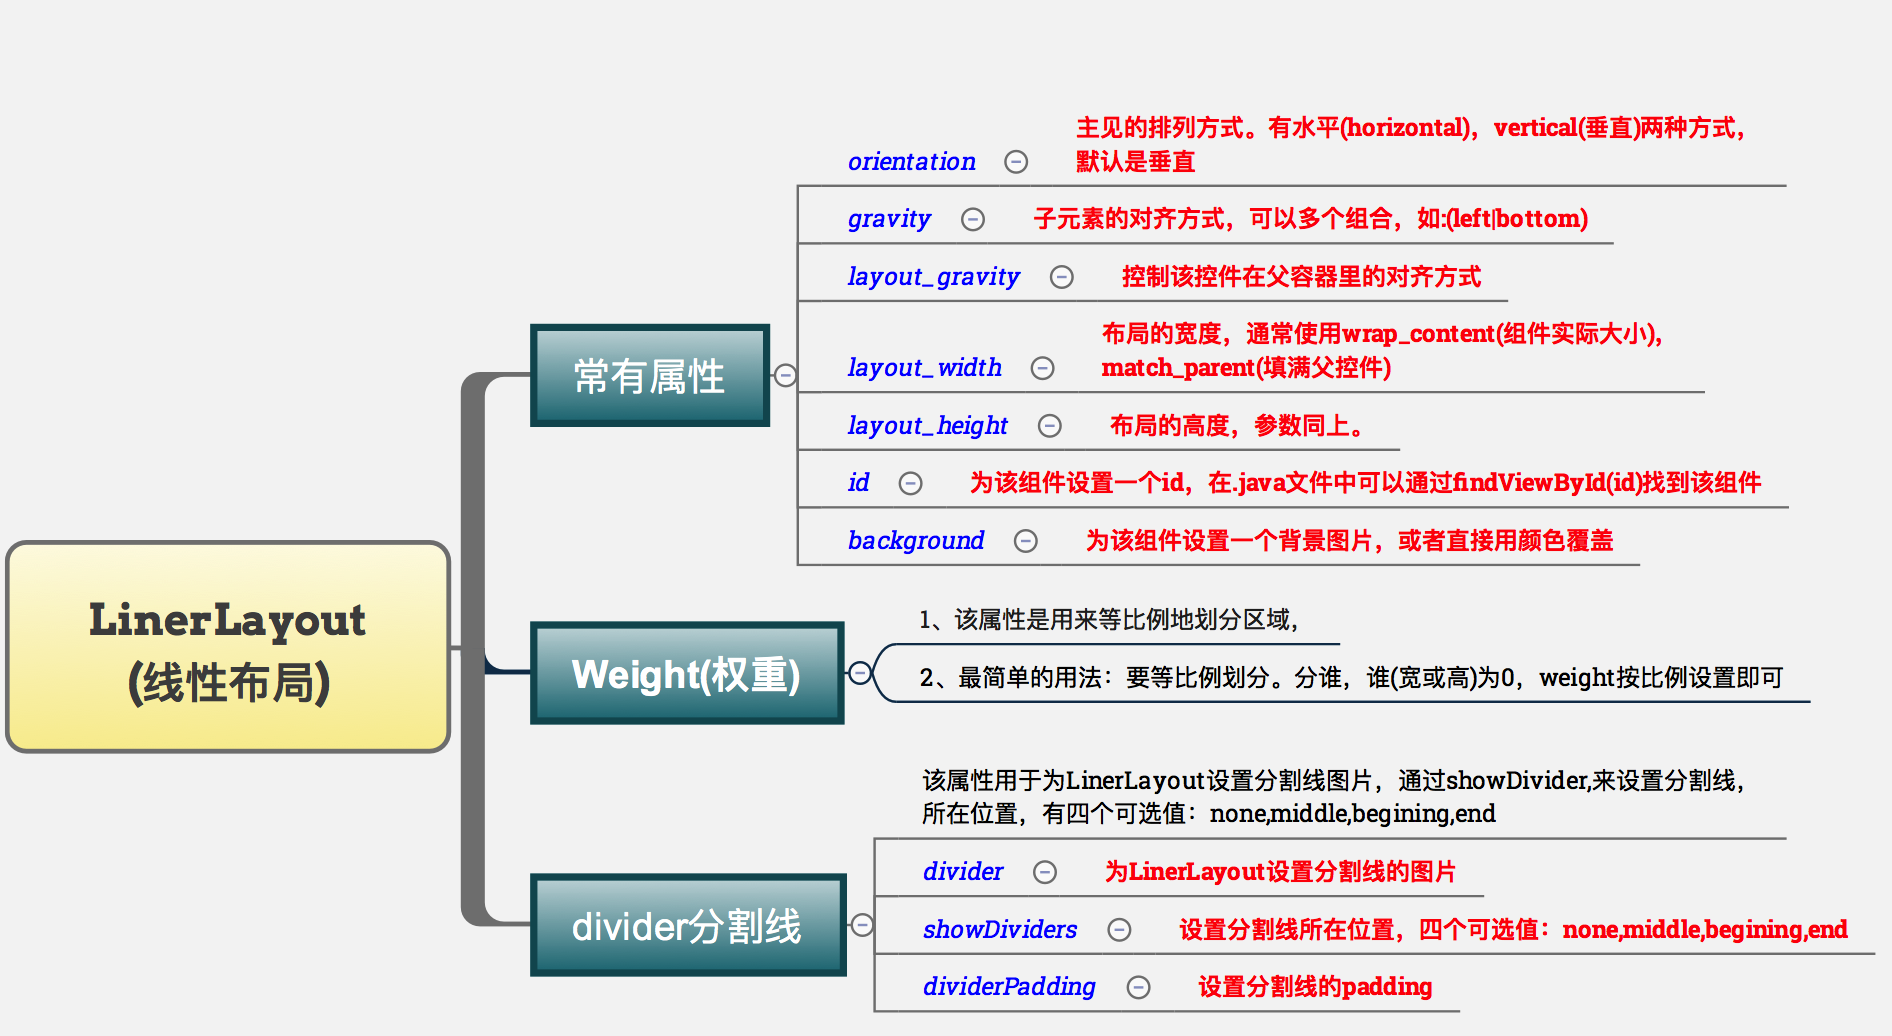 LinerLayout
(线性布局)
常有属性
orientation
主见的排列方式。有水平(horizontal)，vertical(垂直)两种方式，
默认是垂直
gravity
子元素的对齐方式，可以多个组合，如:(left|bottom)
layout_gravity
控制该控件在父容器里的对齐方式
layout_width
布局的宽度，通常使用wrap_content(组件实际大小),
match_parent(填满父控件)
layout_height
布局的高度，参数同上。
id
为该组件设置一个id，在.java文件中可以通过findViewById(id)找到该组件
background
为该组件设置一个背景图片，或者直接用颜色覆盖
Weight(权重)
1、该属性是用来等比例地划分区域，
2、最简单的用法：要等比例划分。分谁，谁(宽或高)为0，weight按比例设置即可
divider分割线
该属性用于为LinerLayout设置分割线图片，通过showDivider,来设置分割线，
所在位置，有四个可选值：none,middle,begining,end
divider
为LinerLayout设置分割线的图片
showDividers
设置分割线所在位置，四个可选值：none,middle,begining,end
dividerPadding
设置分割线的padding